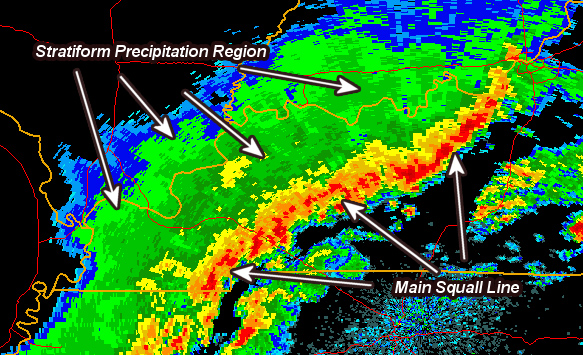 Stratiform Precipitation Region
Main Squall Line